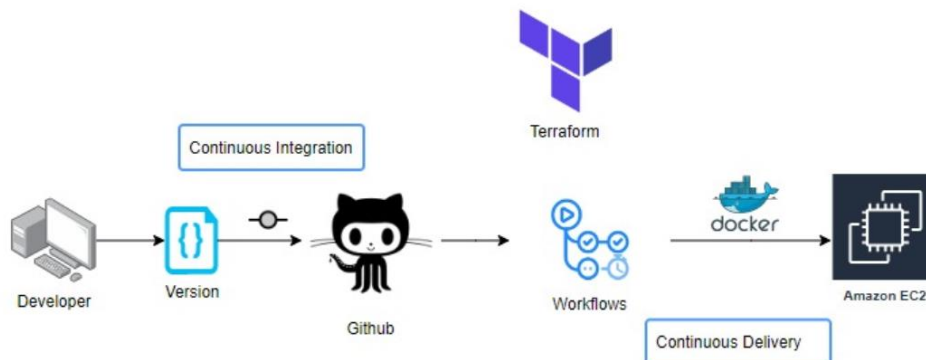 Terraform
Continuous Integration
docker
Developer
Version
Github
Workflows
Amazon EC2
Continuous Delivery